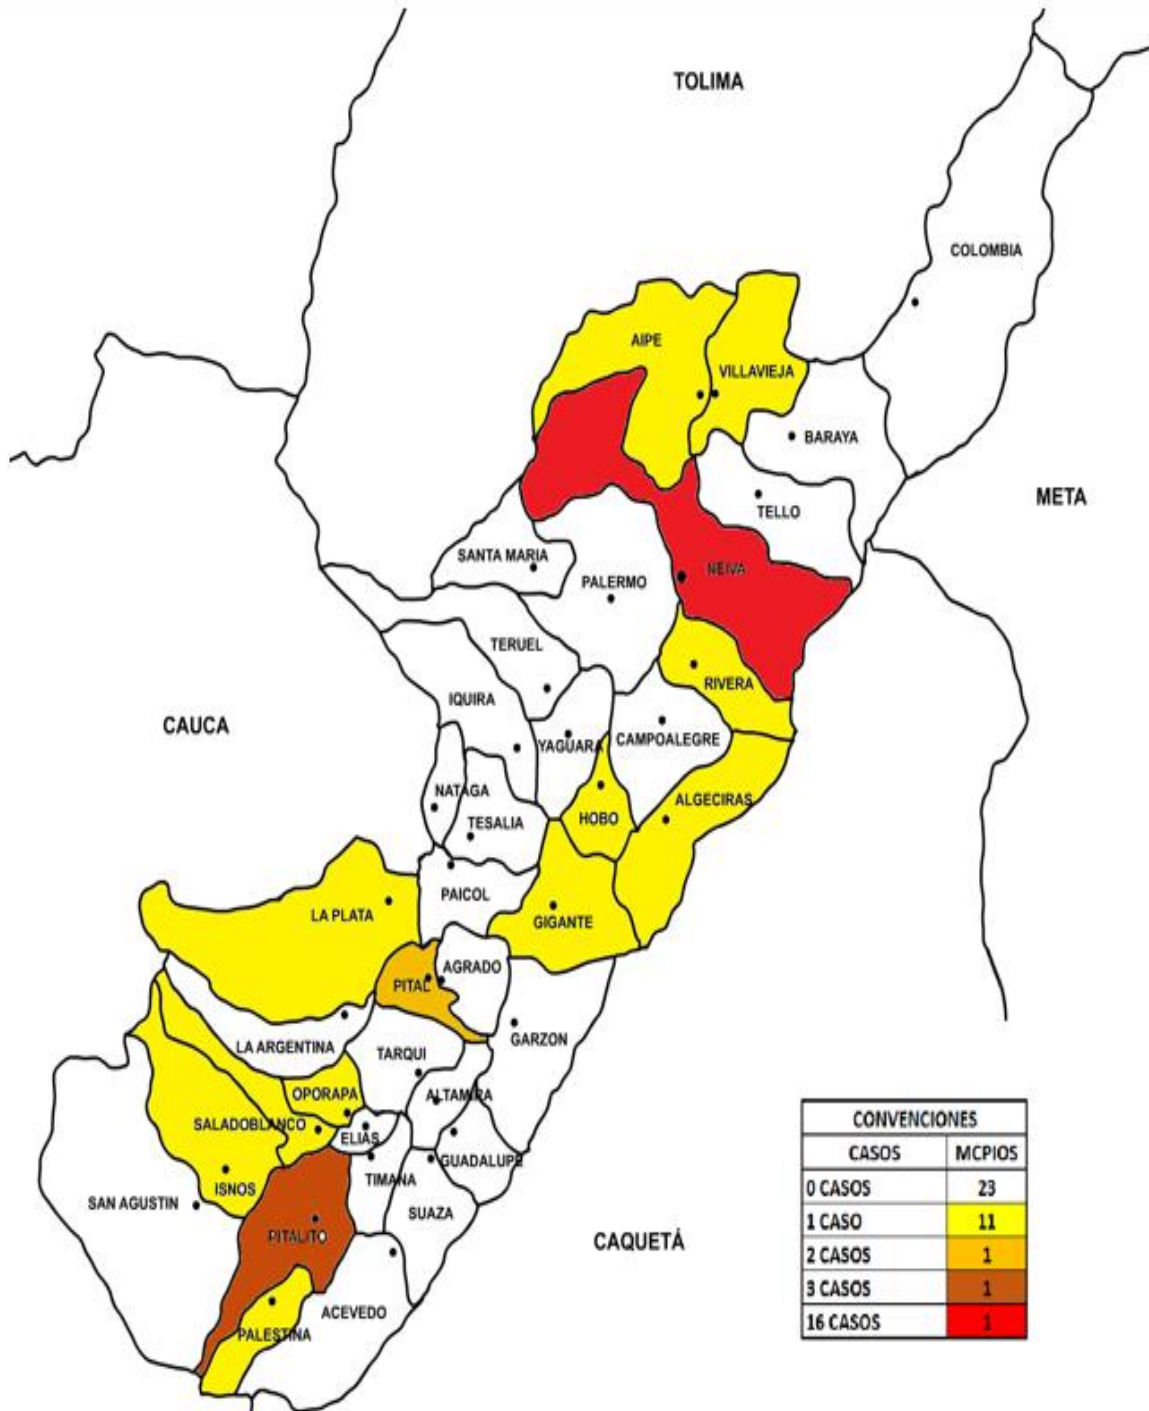 TOLIMA
COLOMBIA
AIPE
VILLAVIEJA
BARAYA
META
TELLO
SANTA MARIA
NEIVA
PALERMO
TERUEL
RIVERA
IQUIRA
CAUCA
YAGUARA
CAMPOALEGRE
NATAGA
ALGECIRAS
TESALIA
HOBO
PAICOL
LA PLATA
GIGANTE
AGRADO
PITAL
GARZON
LA ARGENTINA
TARQUI
OPORAPA
ALTAMIRA
SALADOBLANCO
ELIAS
GUADALUPE
TIMANA
ISNOS
SAN AGUSTIN
SUAZA
PITALITO
CAQUETÁ
ACEVEDO
PALESTINA
CONVENCIONES
CASOS MCPIOS
0 CASOS 23
1 CASO 11
2 CASOS 1
3 CASOS 1
16 CASOS 1